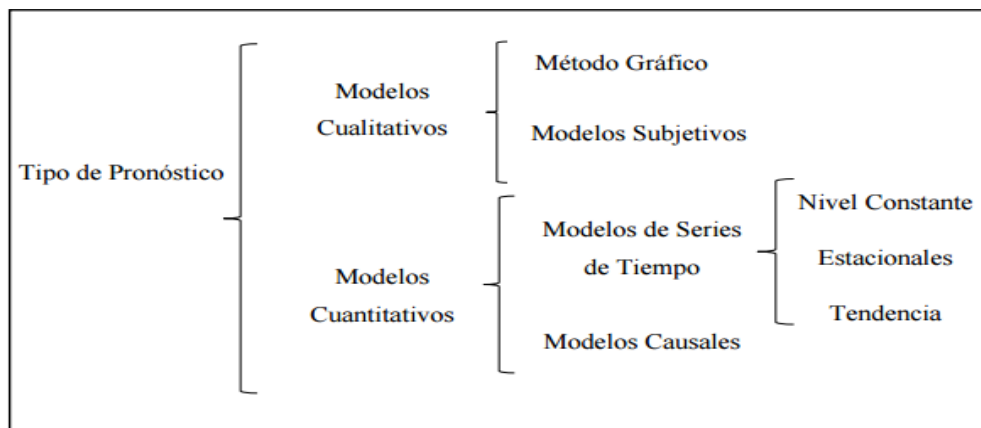 Tipo de Pronóstico
Modelos
Cualitativos
Método Gráfico
Modelos Subjetivos
Modelos
Cuantitativos
Modelos de Series
de Tiempo
Nivel Constante
Estacionales
Tendencia
Modelos Causales